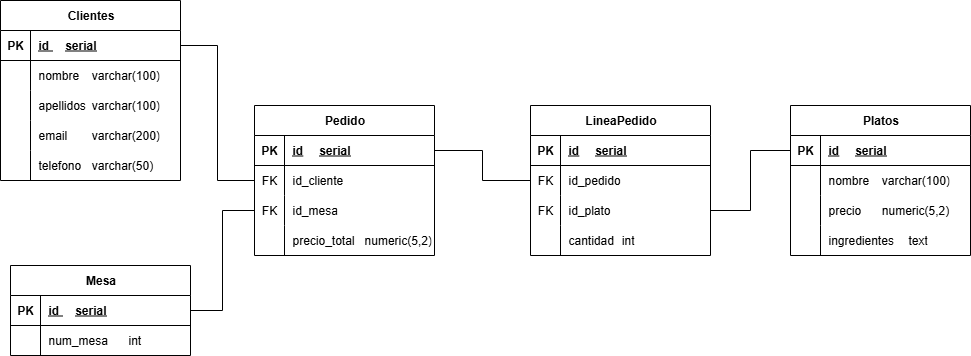 Clientes
PK id serial
nombre varchar(100)
apellidos varchar(100)
email varchar(200)
telefono varchar(50)
Pedido
PK id serial
FK id_cliente
FK id_mesa
precio_total numeric(5,2)
LineaPedido
PK id serial
FK id_pedido
FK id_plato
cantidad int
Platos
PK id serial
nombre varchar(100)
precio numeric(5,2)
ingredientes text
Mesa
PK id serial
num_mesa int